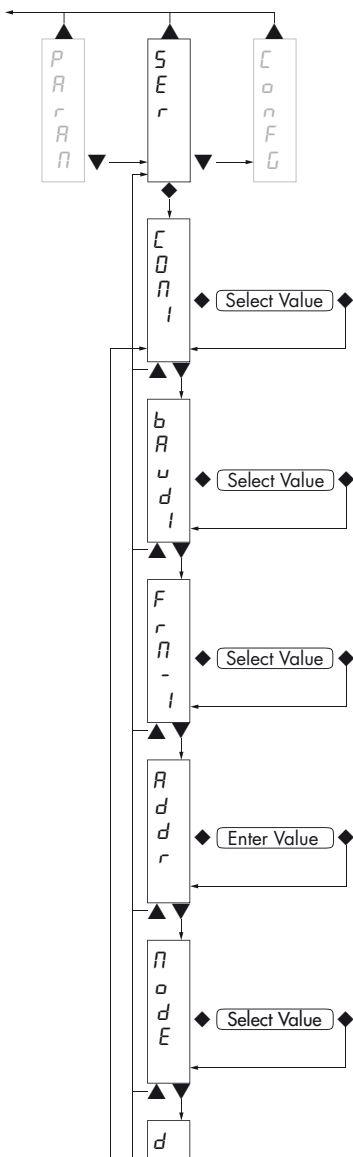 PArAM
SEr
ConFG
COM1
Select Value
bAud1
Select Value
FrM-1
Select Value
Addr
Enter Value
ModE
Select Value
d